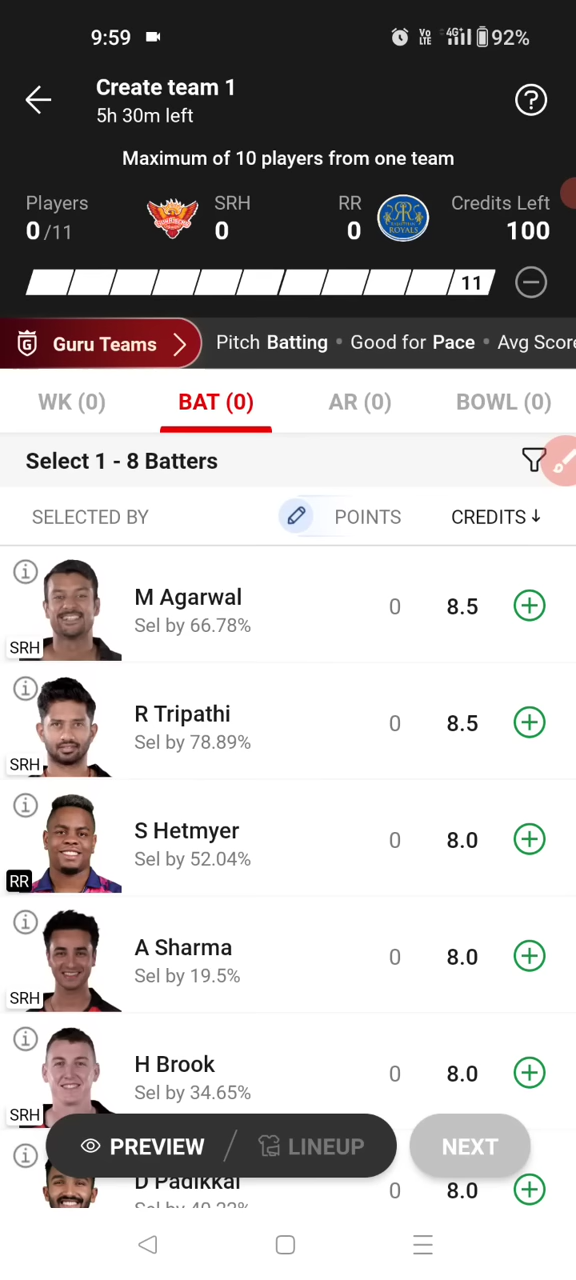 9:59 Vo LTE 4G+ 92%
Create team 1
5h 30m left
Maximum of 10 players from one team
Players SRH RR Credits Left
0/11 0 0 100
11
Guru Teams Pitch Batting • Good for Pace • Avg Score
WK (0) BAT (0) AR (0) BOWL (0)
Select 1 - 8 Batters
SELECTED BY POINTS CREDITS ↓
M Agarwal 0 8.5
Sel by 66.78%
SRH
R Tripathi 0 8.5
Sel by 78.89%
SRH
S Hetmyer 0 8.0
Sel by 52.04%
RR
A Sharma 0 8.0
Sel by 19.5%
SRH
H Brook 0 8.0
Sel by 34.65%
SRH
PREVIEW / LINEUP NEXT
D Padikkal 0 8.0